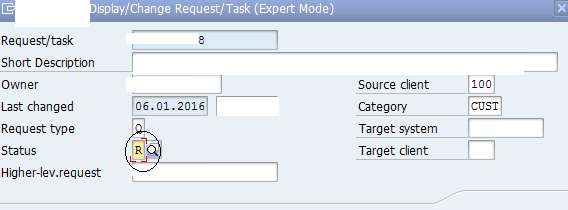 Display/Change Request/Task (Expert Mode)
Request/task 8
Short Description
Owner Source client 100
Last changed 06.01.2016 Category CUST
Request type Q Target system
Status R Target client
Higher-lev.request